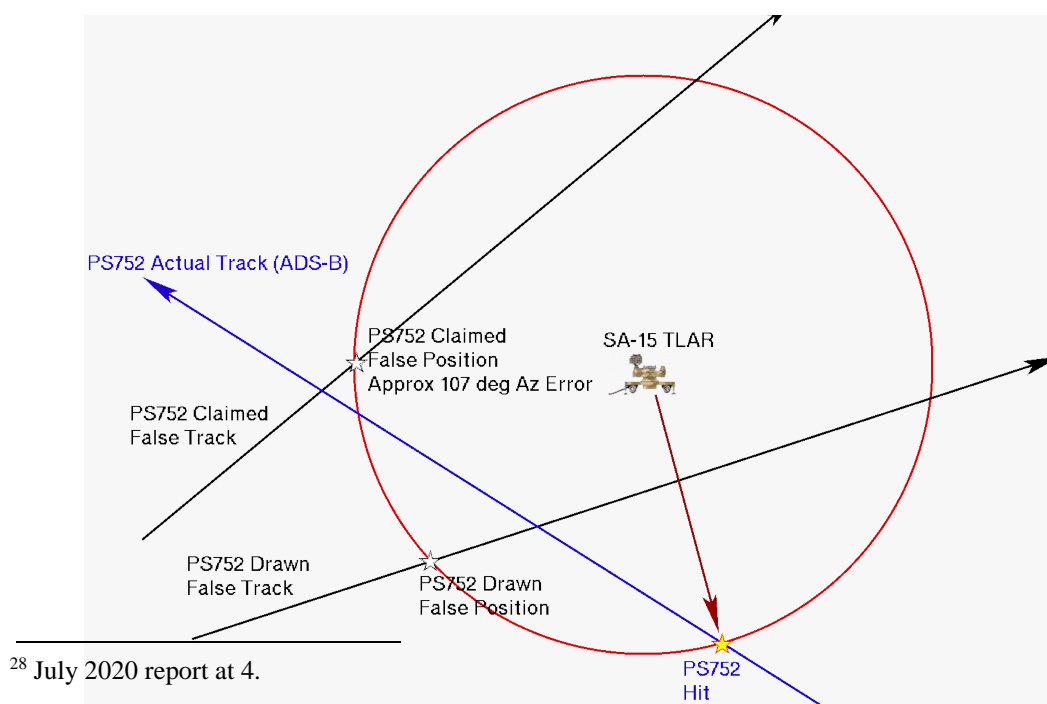 PS752 Actual Track (ADS-B)
PS752 Claimed
False Position
Approx 107 deg Az Error
SA-15 TLAR
PS752 Claimed
False Track
PS752 Drawn
False Track
PS752 Drawn
False Position
PS752
Hit
28 July 2020 report at 4.